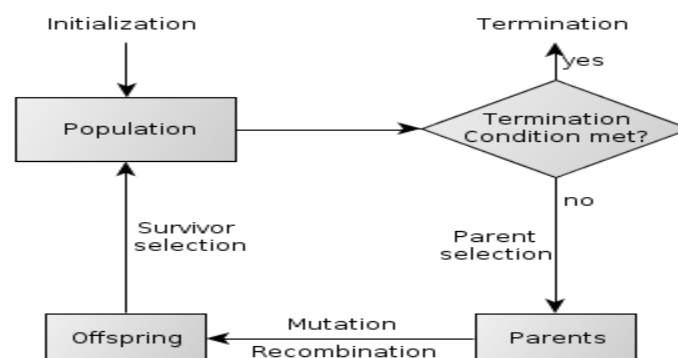 Initialization
Termination
yes
Population
Termination
Condition met?
no
Survivor
selection
Parent
selection
Offspring
Mutation
Recombination
Parents